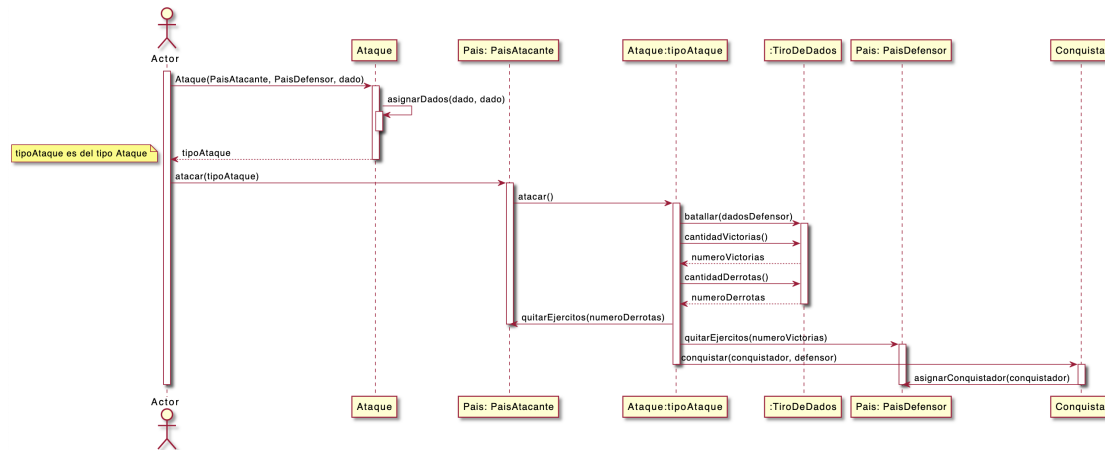 Actor
Ataque
Pais: PaisAtacante
Ataque:tipoAtaque
:TiroDeDados
Pais: PaisDefensor
Conquista
Ataque(PaisAtacante, PaisDefensor, dado)
asignarDados(dado, dado)
tipoAtaque es del tipo Ataque
tipoAtaque
atacar(tipoAtaque)
atacar()
batallar(dadosDefensor)
cantidadVictorias()
numeroVictorias
cantidadDerrotas()
numeroDerrotas
quitarEjercitos(numeroDerrotas)
quitarEjercitos(numeroVictorias)
conquistar(conquistador, defensor)
asignarConquistador(conquistador)
Actor
Ataque
Pais: PaisAtacante
Ataque:tipoAtaque
:TiroDeDados
Pais: PaisDefensor
Conquista